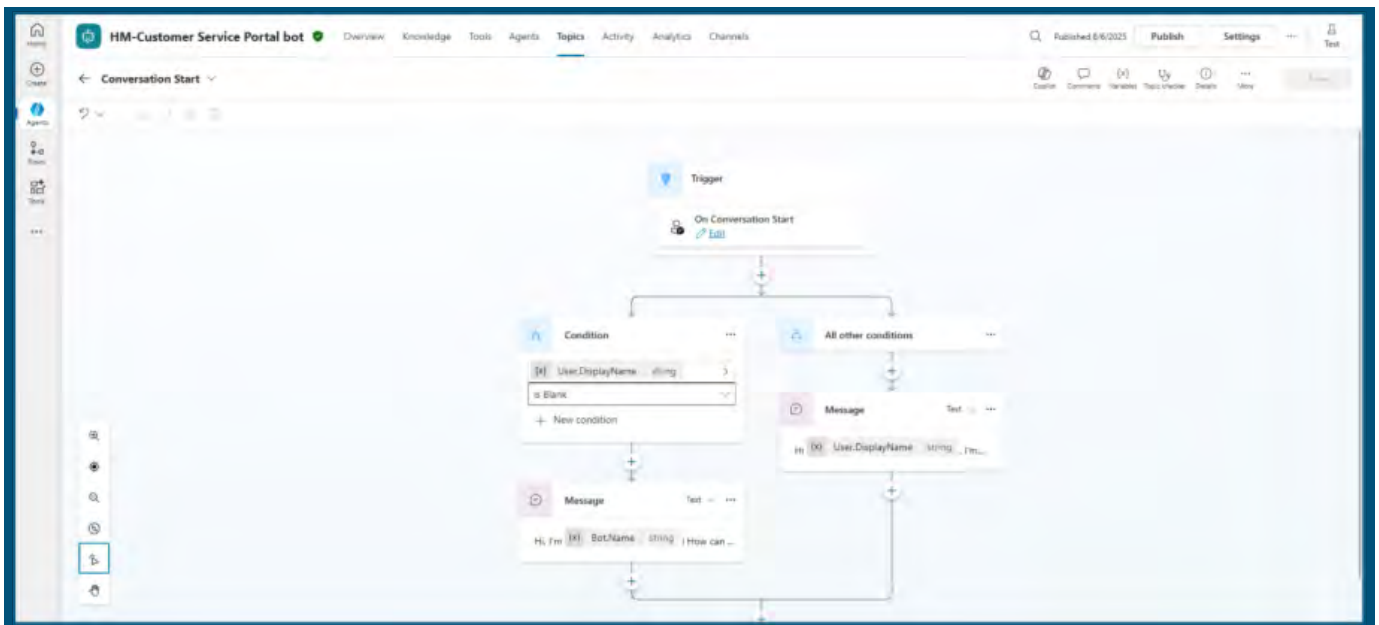 HM-Customer Service Portal bot
Overview Knowledge Tools Agents Topics Activity Analytics Channels
Published 8/6/2025 Publish Settings ... Test
Home
Create
Agents
Tools
Conversation Start
Copilot Comments Variables Topic checker Details More
Trigger
On Conversation Start
Edit
Condition ...
{x} User.DisplayName string
is Blank
+ New condition
Message Text ...
Hi, I'm {x} Bot.Name string ! How can ...
All other conditions ...
Message Text ...
Hi {x} User.DisplayName string , I'm...